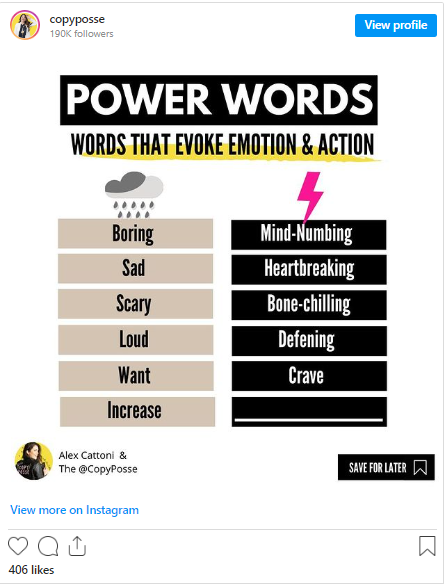 copyposse
190K followers
View profile
POWER WORDS
WORDS THAT EVOKE EMOTION & ACTION
Boring
Mind-Numbing
Sad
Heartbreaking
Scary
Bone-chilling
Loud
Defening
Want
Crave
Increase
Alex Cattoni &
The @CopyPosse
SAVE FOR LATER
View more on Instagram
406 likes